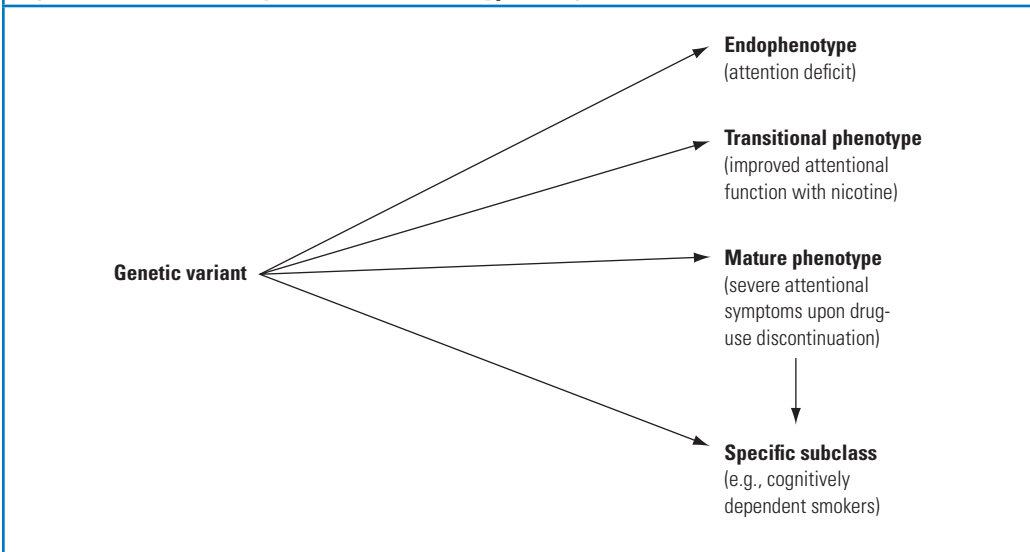 Endophenotype
(attention deficit)
Transitional phenotype
(improved attentional
function with nicotine)
Genetic variant
Mature phenotype
(severe attentional
symptoms upon drug-
use discontinuation)
Specific subclass
(e.g., cognitively
dependent smokers)